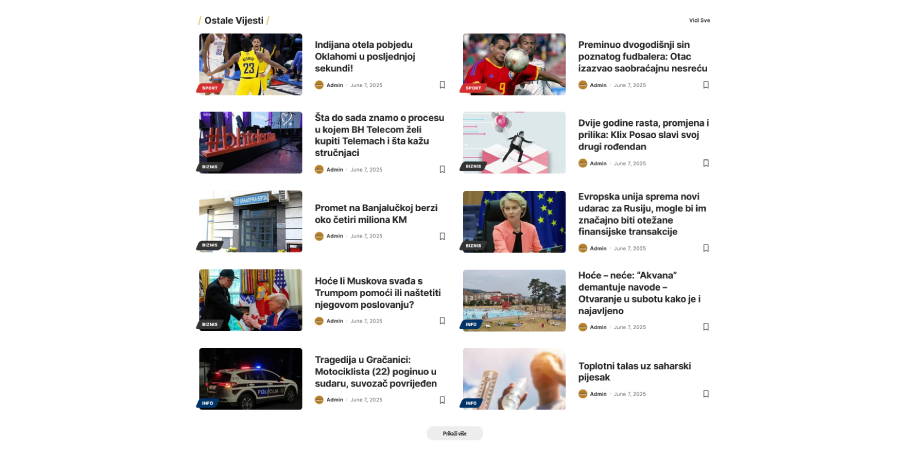 / Ostale Vijesti /
Vidi Sve
23
SPORT
Indijana otela pobjedu
Oklahomi u posljednjoj
sekundi!
Admin · June 7, 2025
9
SPORT
Preminuo dvogodišnji sin
poznatog fudbalera: Otac
izazvao saobraćajnu nesreću
Admin · June 7, 2025
#bhtelecom
BIZNIS
Šta do sada znamo o procesu
u kojem BH Telecom želi
kupiti Telemach i šta kažu
stručnjaci
Admin · June 7, 2025
BIZNIS
Dvije godine rasta, promjena i
prilika: Klix Posao slavi svoj
drugi rođendan
Admin · June 7, 2025
BIZNIS
Promet na Banjalučkoj berzi
oko četiri miliona KM
Admin · June 7, 2025
BIZNIS
Evropska unija sprema novi
udarac za Rusiju, mogle bi im
značajno biti otežane
finansijske transakcije
Admin · June 7, 2025
BIZNIS
Hoće li Muskova svađa s
Trumpom pomoći ili naštetiti
njegovom poslovanju?
Admin · June 7, 2025
INFO
Hoće – neće: “Akvana”
demantuje navode –
Otvaranje u subotu kako je i
najavljeno
Admin · June 7, 2025
POLICIJA
INFO
Tragedija u Gračanici:
Motociklista (22) poginuo u
sudaru, suvozač povrijeđen
Admin · June 7, 2025
INFO
Toplotni talas uz saharski
pijesak
Admin · June 7, 2025
Prikaži više